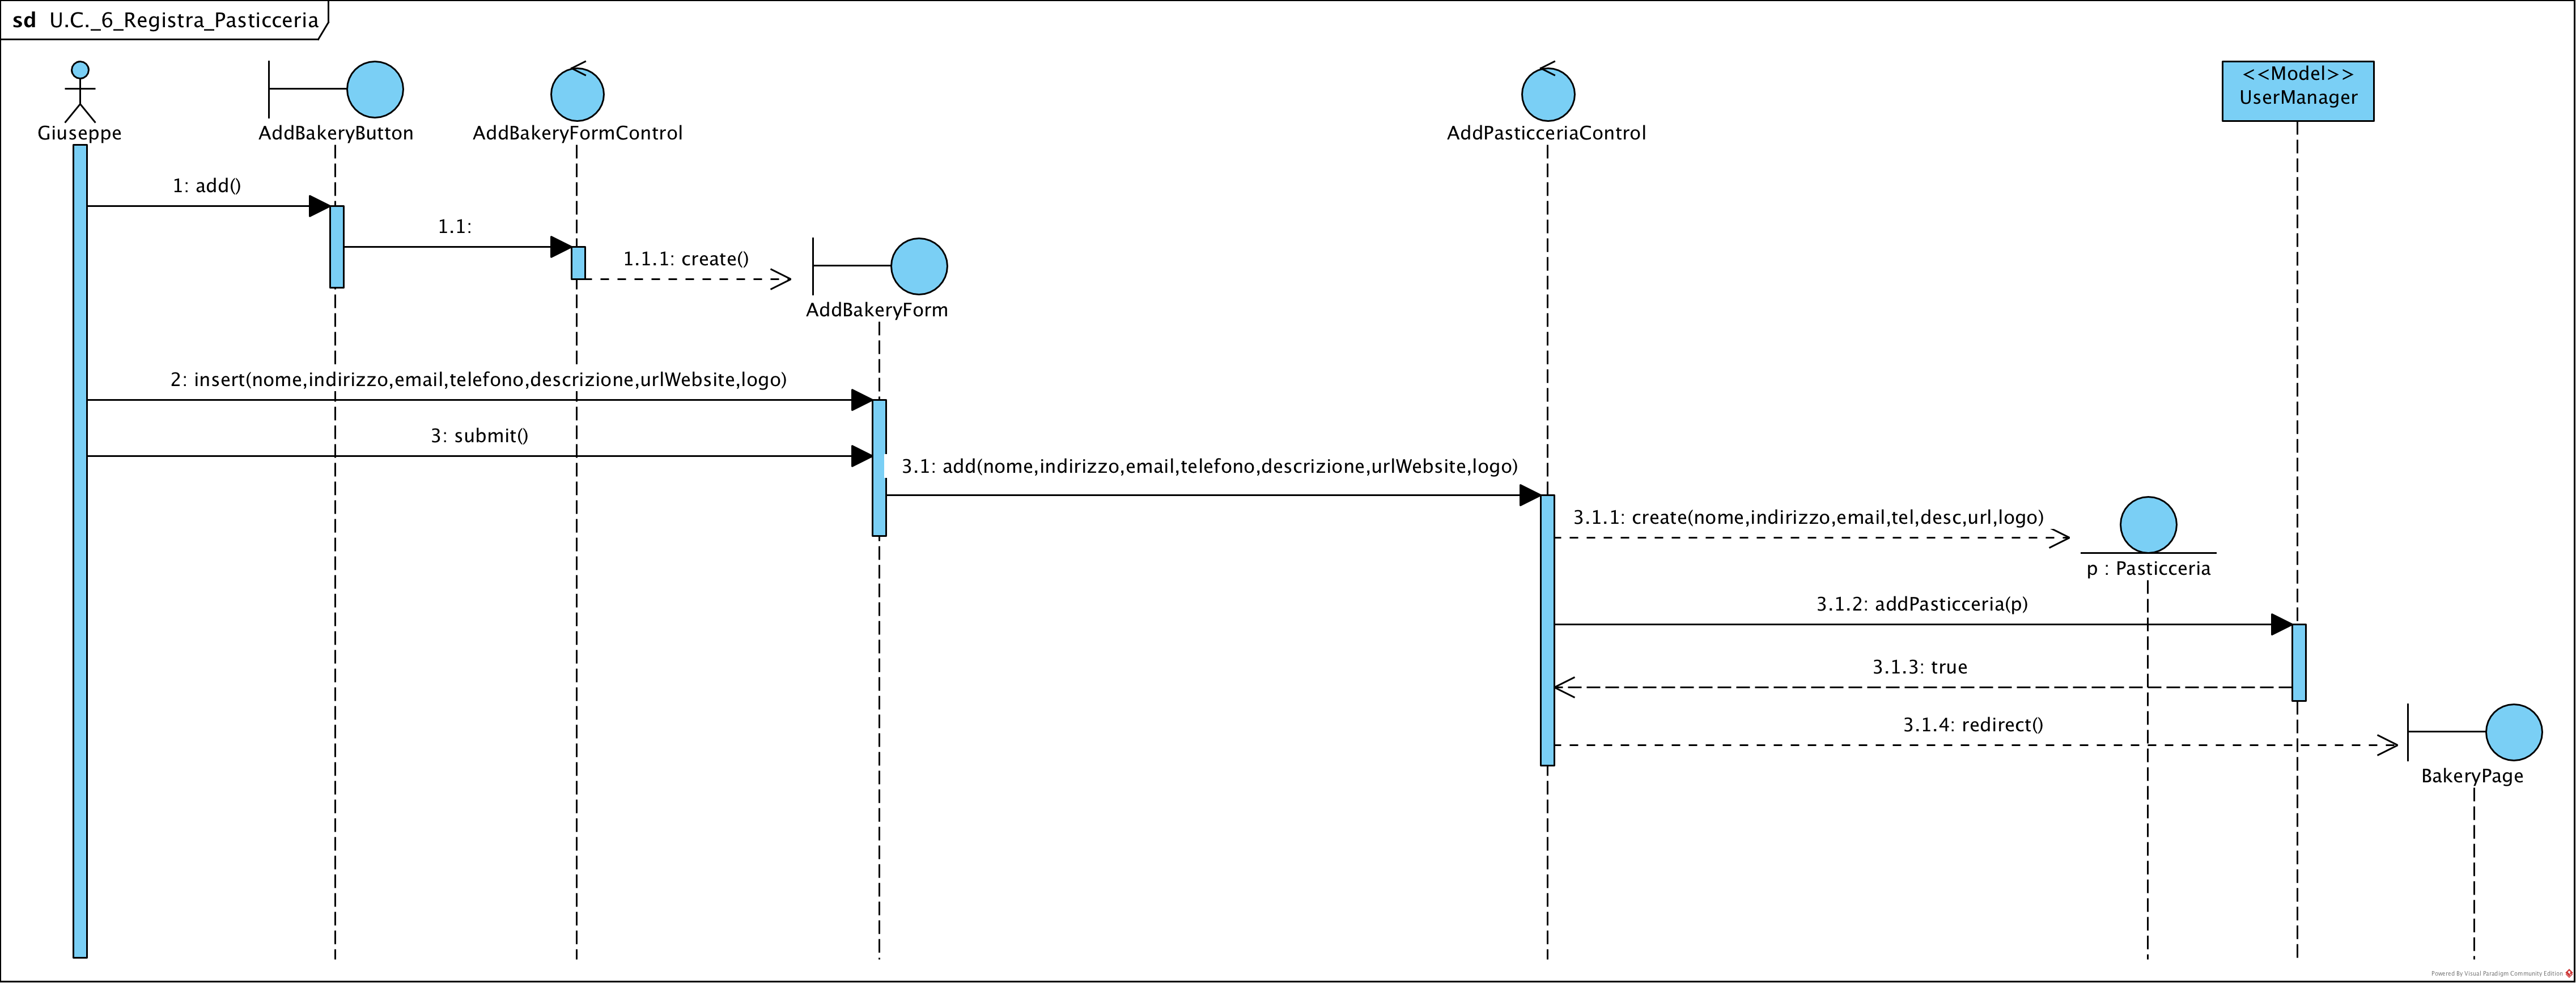 sd U.C._6_Registra_Pasticceria
<<Model>>
UserManager
Giuseppe
AddBakeryButton
AddBakeryFormControl
AddPasticceriaControl
1: add()
1.1:
1.1.1: create()
AddBakeryForm
2: insert(nome,indirizzo,email,telefono,descrizione,urlWebsite,logo)
3: submit()
3.1: add(nome,indirizzo,email,telefono,descrizione,urlWebsite,logo)
3.1.1: create(nome,indirizzo,email,tel,desc,url,logo)
p : Pasticceria
3.1.2: addPasticceria(p)
3.1.3: true
3.1.4: redirect()
BakeryPage
Powered By Visual Paradigm Community Edition